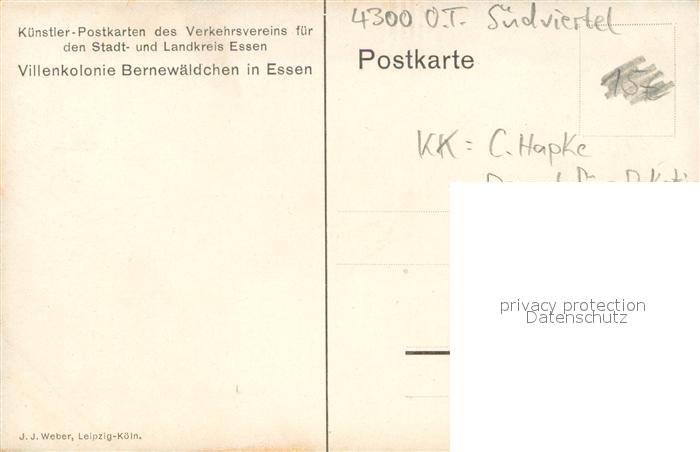 Künstler-Postkarten des Verkehrsvereins für
den Stadt- und Landkreis Essen
Villenkolonie Bernewäldchen in Essen
J. J. Weber, Leipzig-Köln.
4300 O.T. Südviertel
Postkarte
15,-
KK = C. Hapke
privacy protection
Datenschutz